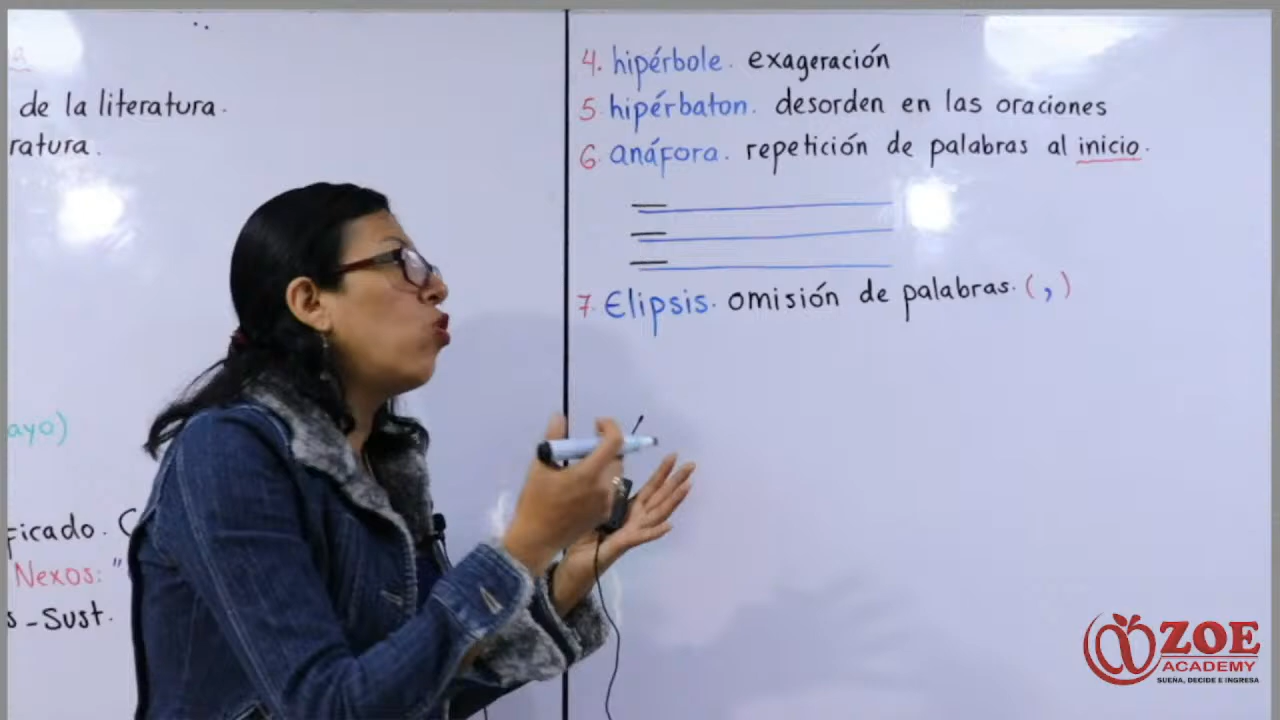 de la literatura.
ratura.
ayo)
ficado. C
Nexos: "
s - Sust.
4. hipérbole. exageración
5. hipérbaton. desorden en las oraciones
6. anáfora. repetición de palabras al inicio.
7. Elipsis. omisión de palabras. (,)
ZOE
ACADEMY
SUEÑA, DECIDE E INGRESA